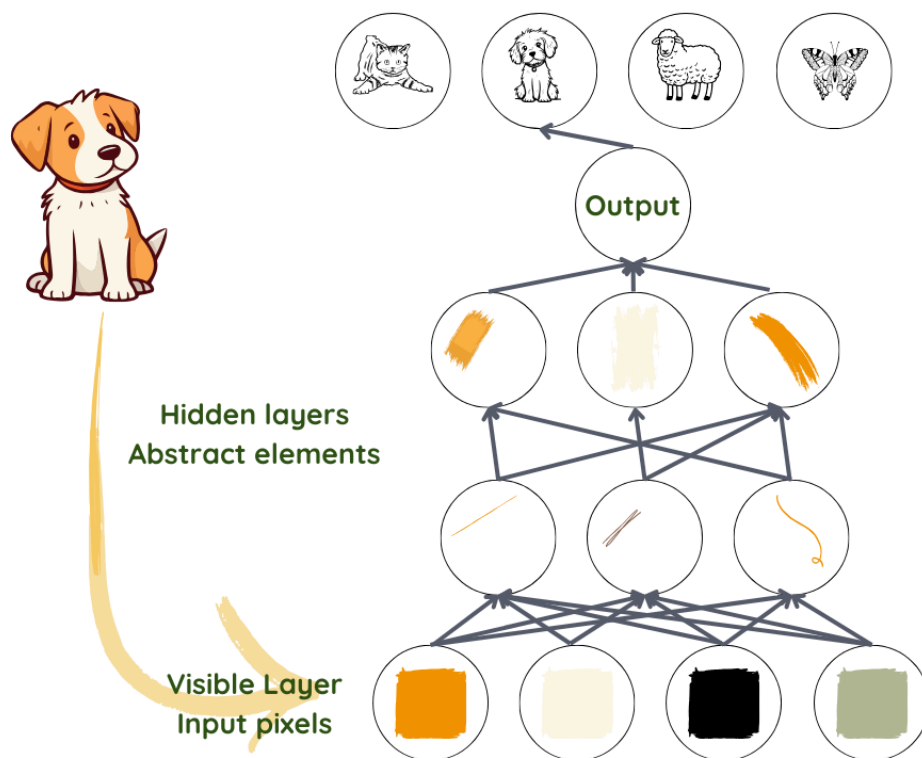 Output
Hidden layers
Abstract elements
Visible Layer
Input pixels